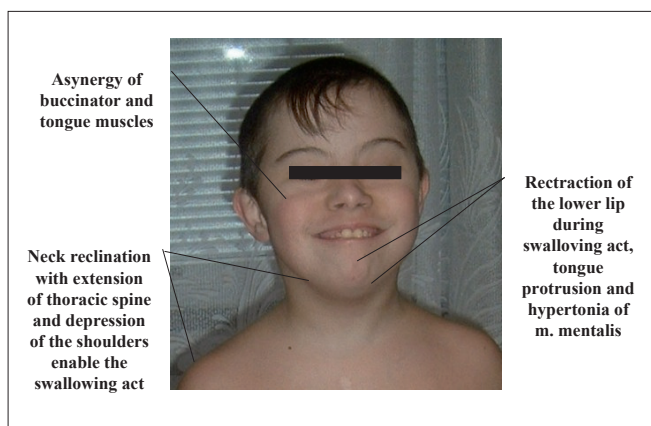 Asynergy of
buccinator and
tongue muscles
Neck reclination
with extension
of thoracic spine
and depression
of the shoulders
enable the
swallowing act
Rectraction of
the lower lip
during
swalloving act,
tongue
protrusion and
hypertonia of
m. mentalis